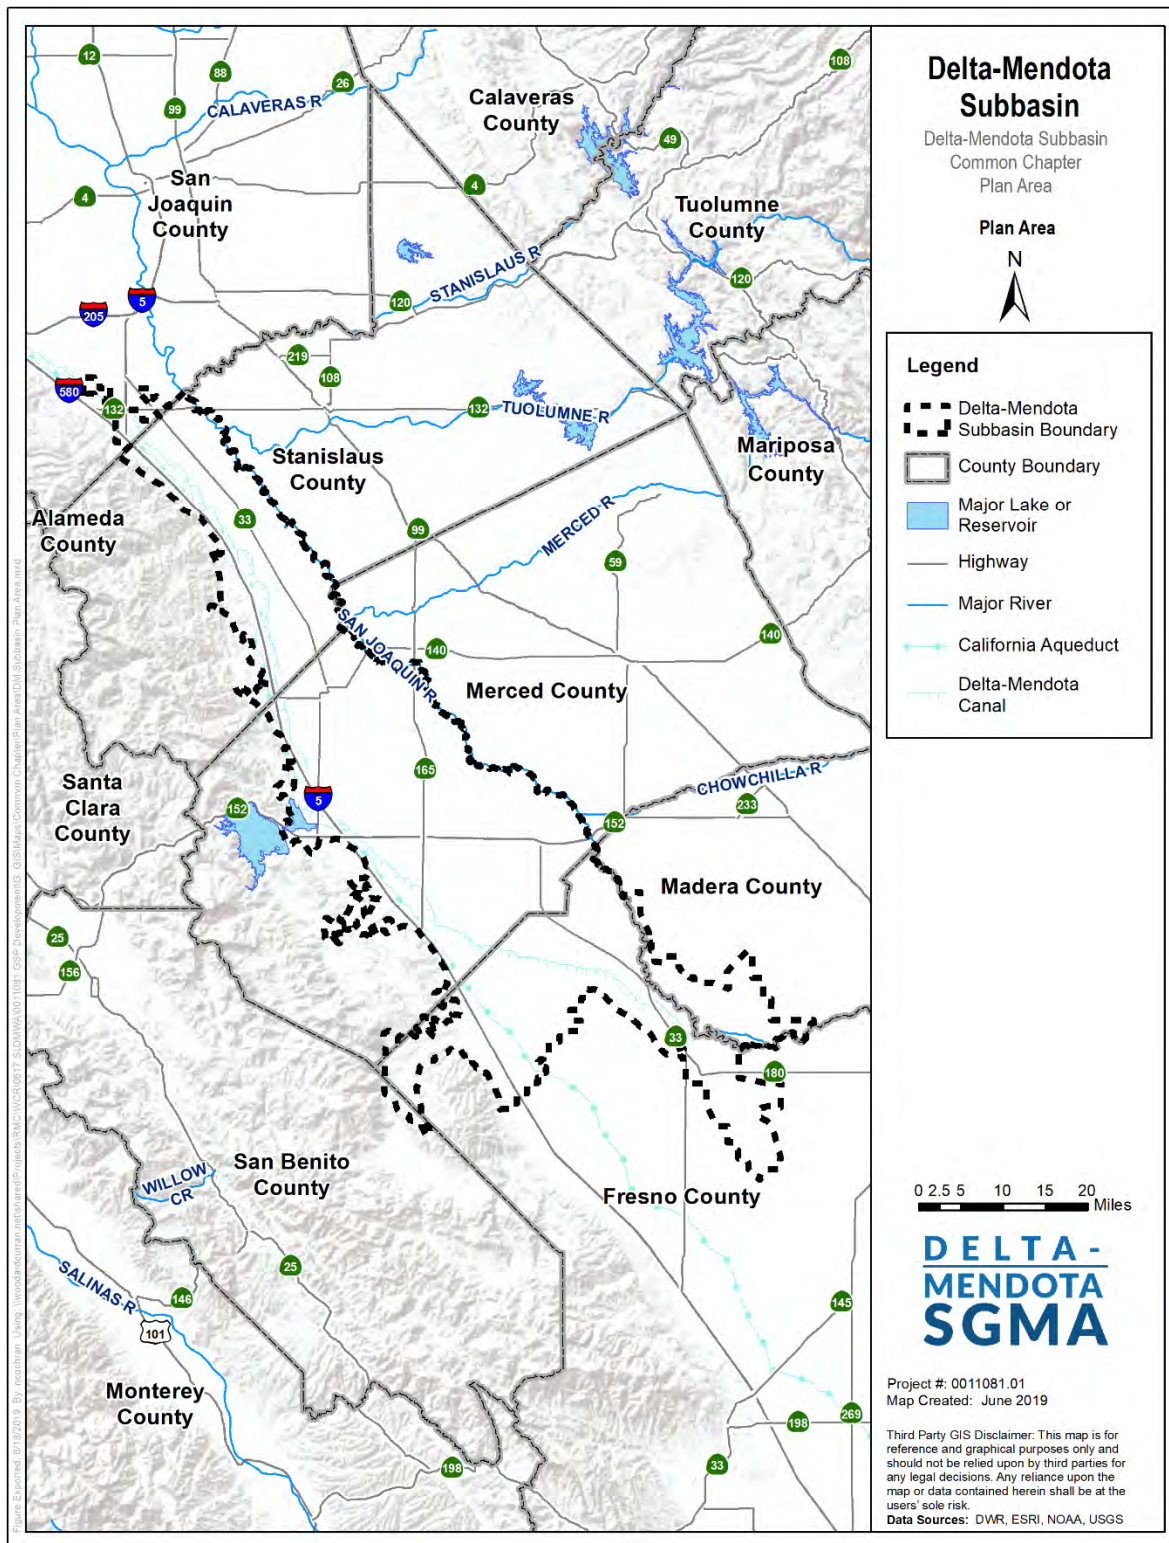 Delta-Mendota
Subbasin
Delta-Mendota Subbasin
Common Chapter
Plan Area
Plan Area
N
Legend
Delta-Mendota
Subbasin Boundary
County Boundary
Major Lake or
Reservoir
Highway
Major River
California Aqueduct
Delta-Mendota
Canal
0 2.5 5 10 15 20
Miles
DELTA-
MENDOTA
SGMA
Project #: 0011081.01
Map Created: June 2019
Third Party GIS Disclaimer: This map is for
reference and graphical purposes only and
should not be relied upon by third parties for
any legal decisions. Any reliance upon the
map or data contained herein shall be at the
users' sole risk.
Data Sources: DWR, ESRI, NOAA, USGS
12
88
26
108
99
CALAVERAS R
Calaveras
County
49
4
San
Joaquin
County
4
Tuolumne
County
120
STANISLAUS R
5
205
120
219
108
580
132
132
TUOLUMNE R
Mariposa
County
Stanislaus
County
Alameda
County
33
99
MERCED R
59
SAN JOAQUIN R
140
140
Merced County
165
Santa
Clara
County
152
5
CHOWCHILLA R
233
152
Madera County
25
156
33
180
San Benito
County
WILLOW
CR
Fresno County
25
SALINAS R
146
101
145
Monterey
County
198
269
198
33